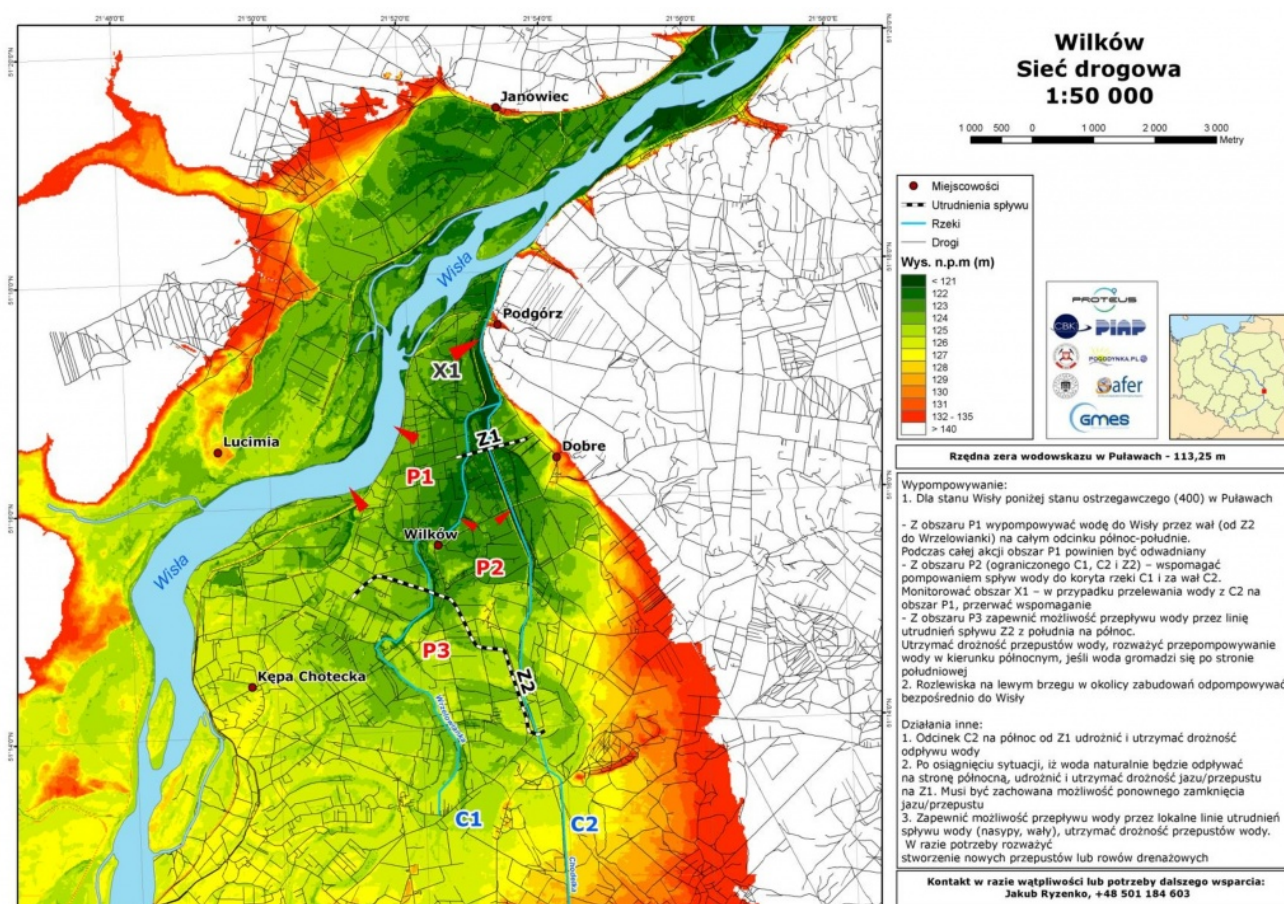 21°48'0"E
21°50'0"E
21°52'0"E
21°54'0"E
21°56'0"E
21°58'0"E
Janowiec
Wisła
Podgórz
X1
Lucimia
Z1
Dobre
P1
Wilków
Wisła
P2
P3
Kępa Chotecka
Z2
Wrzelowianka
C1
C2
Chodelka
Wilków
Sieć drogowa
1:50 000
1 000 500 0 1 000 2 000 3 000
Metry
Miejscowości
Utrudnienia spływu
Rzeki
Drogi
Wys. n.p.m (m)
< 121
122
123
124
125
126
127
128
129
130
131
132 - 135
> 140
PROTEUS
CBK PIAP
POGODYNKA.PL
safer
GMES
Rzędna zera wodowskazu w Puławach - 113,25 m
Wypompowywanie:
1. Dla stanu Wisły poniżej stanu ostrzegawczego (400) w Puławach
- Z obszaru P1 wypompowywać wodę do Wisły przez wał (od Z2
do Wrzelowianki) na całym odcinku północ-południe.
Podczas całej akcji obszar P1 powinien być odwadniany
- Z obszaru P2 (ograniczonego C1, C2 i Z2) – wspomagać
pompowaniem spływ wody do koryta rzeki C1 i za wał C2.
Monitorować obszar X1 – w przypadku przelewania wody z C2 na
obszar P1, przerwać wspomaganie
- Z obszaru P3 zapewnić możliwość przepływu wody przez linię
utrudnień spływu Z2 z południa na północ.
Utrzymać drożność przepustów wody, rozważyć przepompowywanie
wody w kierunku północnym, jeśli woda gromadzi się po stronie
południowej
2. Rozlewiska na lewym brzegu w okolicy zabudowań odpompowywać
bezpośrednio do Wisły
Działania inne:
1. Odcinek C2 na północ od Z1 udrożnić i utrzymać drożność
odpływu wody
2. Po osiągnięciu sytuacji, iż woda naturalnie będzie odpływać
na stronę północną, udrożnić i utrzymać drożność jazu/przepustu
na Z1. Musi być zachowana możliwość ponownego zamknięcia
jazu/przepustu
3. Zapewnić możliwość przepływu wody przez lokalne linie utrudnień
spływu wody (nasypy, wały), utrzymać drożność przepustów wody.
W razie potrzeby rozważyć
stworzenie nowych przepustów lub rowów drenażowych
Kontakt w razie wątpliwości lub potrzeby dalszego wsparcia:
Jakub Ryzenko, +48 501 184 603